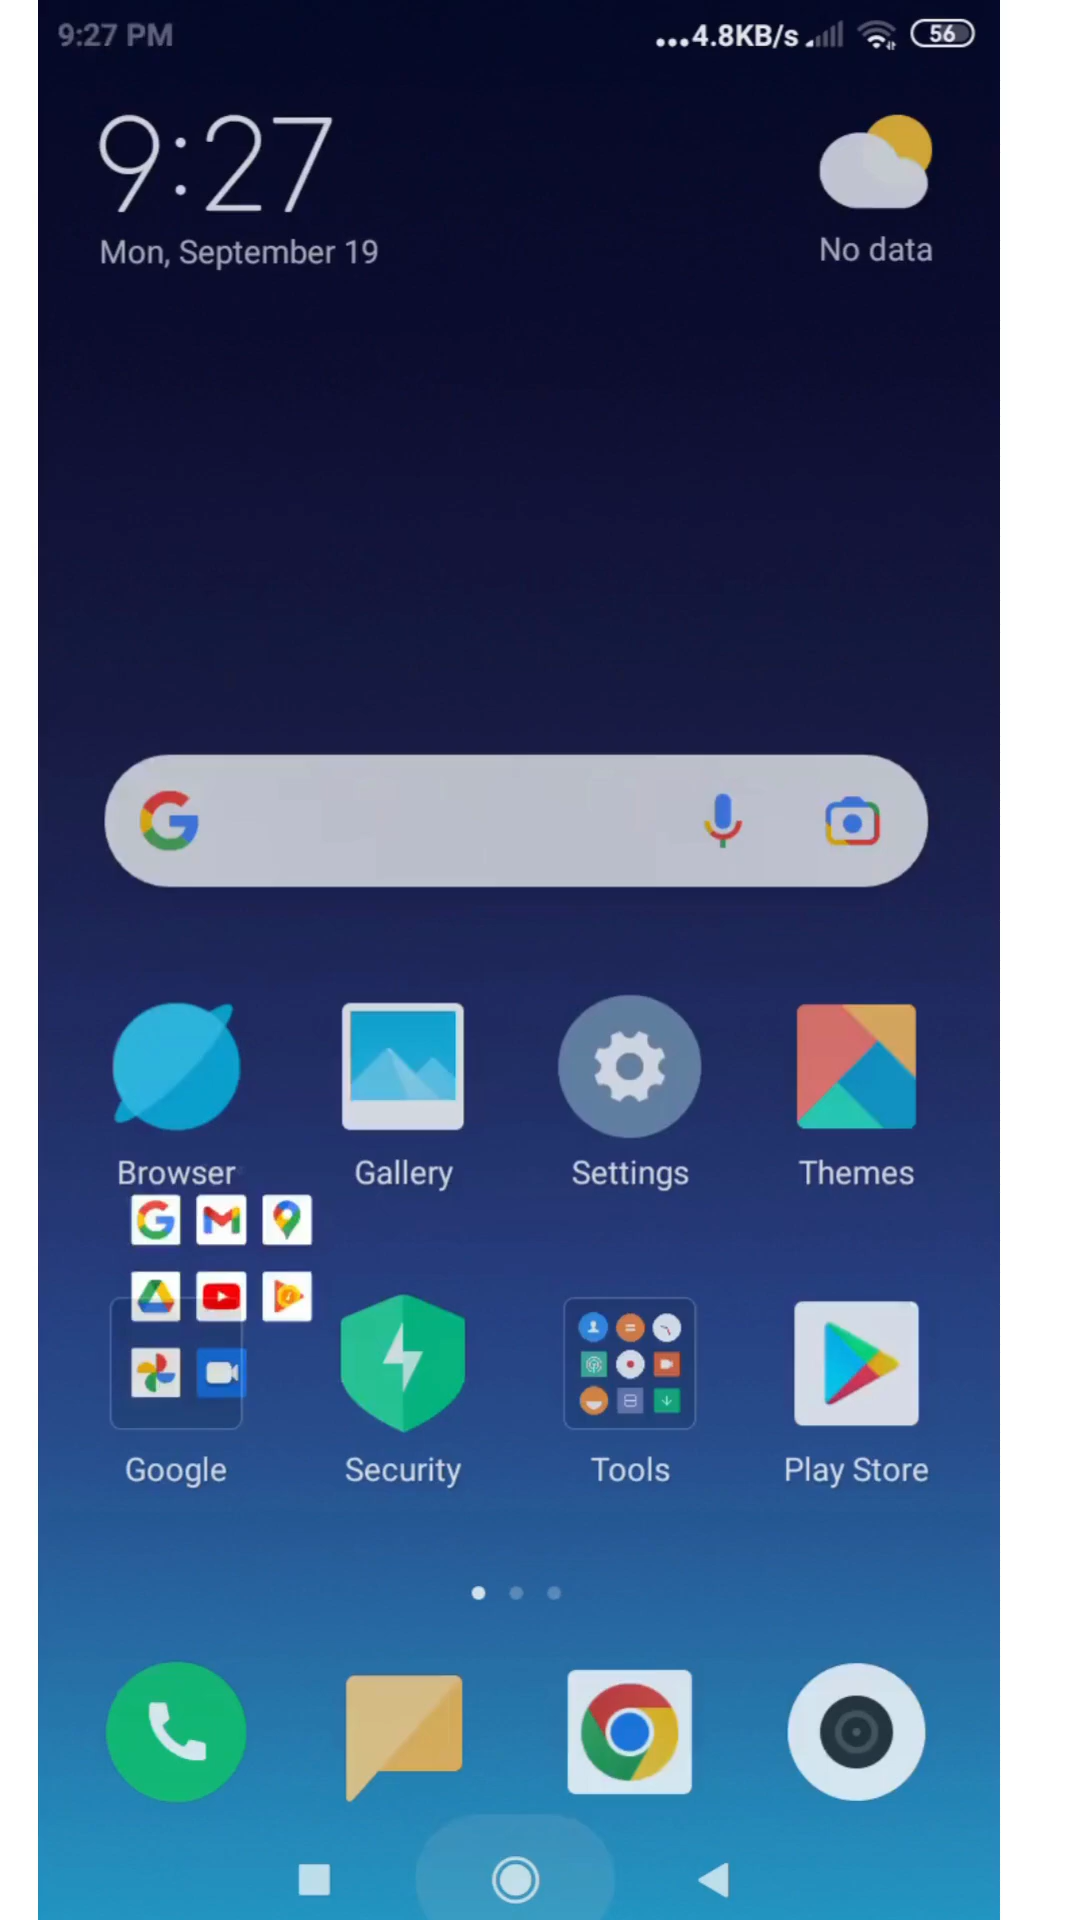 9:27 PM ...4.8KB/s 56
9:27
Mon, September 19
No data
Browser Gallery Settings Themes
Google Security Tools Play Store